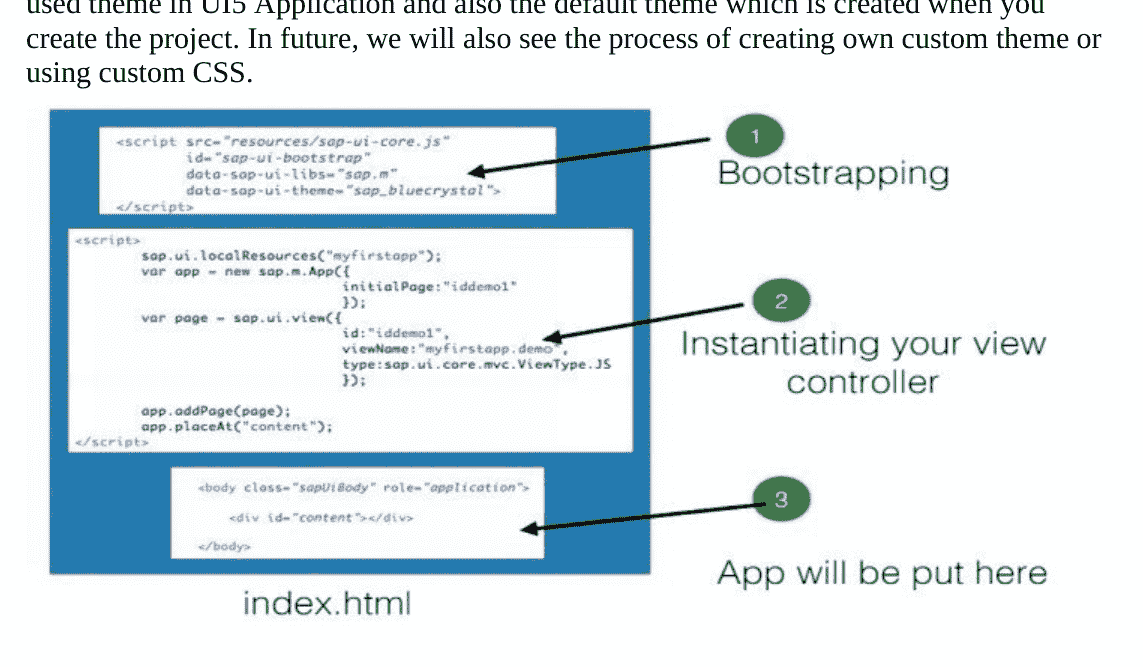 used theme in UI5 Application and also the default theme which is created when you
create the project. In future, we will also see the process of creating own custom theme or
using custom CSS.
<script src="resources/sap-ui-core.js"
id="sap-ui-bootstrap"
data-sap-ui-libs="sap.m"
data-sap-ui-theme="sap_bluecrystal">
</script>
1
Bootstrapping
<script>
sap.ui.localResources("myfirstapp");
var app = new sap.m.App({
initialPage:"iddemo1"
});
var page = sap.ui.view({
id:"iddemo1",
viewName:"myfirstapp.demo",
type:sap.ui.core.mvc.ViewType.JS
});
app.addPage(page);
app.placeAt("content");
</script>
2
Instantiating your view
controller
<body class="sapUiBody" role="application">
<div id="content"></div>
</body>
3
App will be put here
index.html